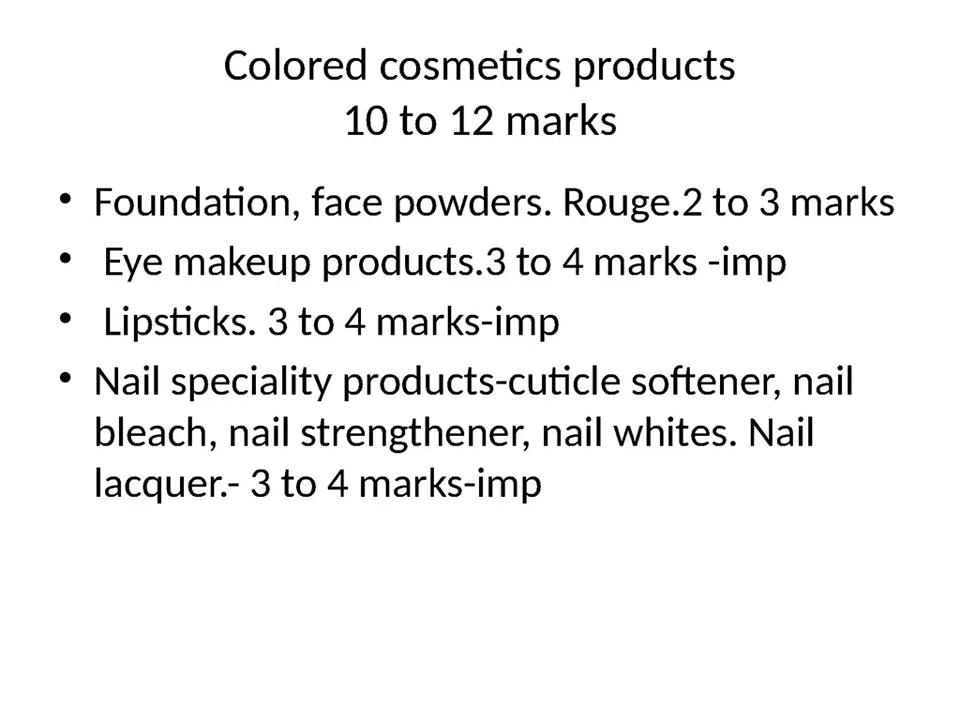 Colored cosmetics products
10 to 12 marks
• Foundation, face powders. Rouge.2 to 3 marks
• Eye makeup products.3 to 4 marks -imp
• Lipsticks. 3 to 4 marks-imp
• Nail speciality products-cuticle softener, nail
bleach, nail strengthener, nail whites. Nail
lacquer.- 3 to 4 marks-imp